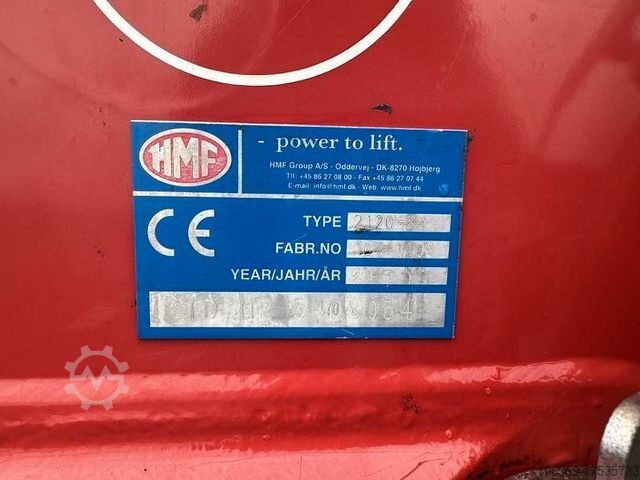 HMF
- power to lift.
HMF Group A/S - Oddervej - DK-8270 Højbjerg
Tlf: +45 86 27 08 00 - Fax +45 86 27 07 44
E-mail: info@hmf.dk - Web: www.hmf.dk
CE
TYPE 2120-
FABR.NO
YEAR/JAHR/ÅR